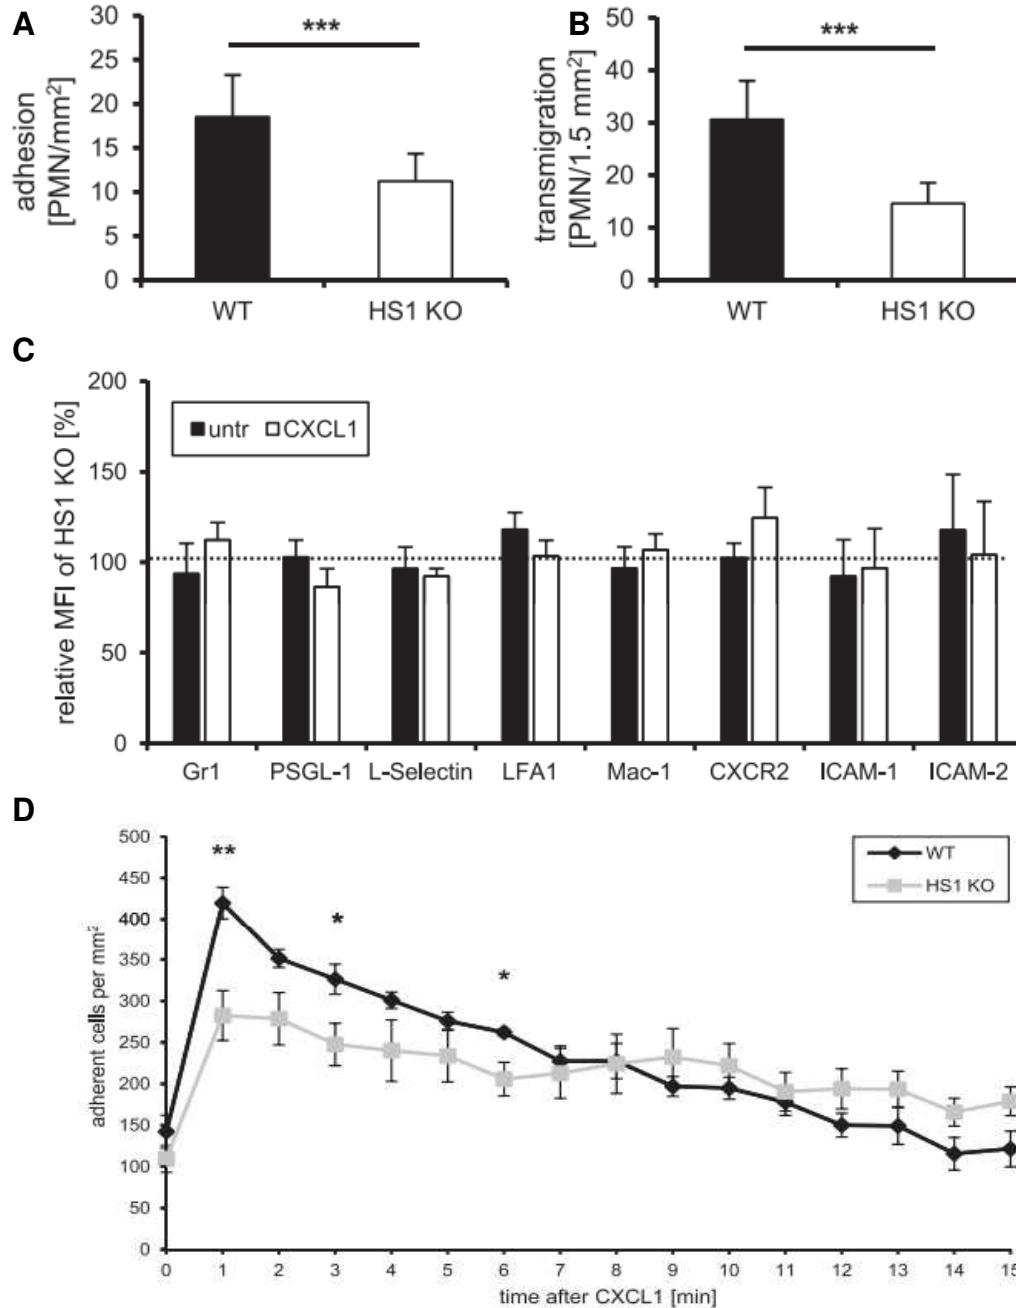 A
adhesion
[PMN/mm²]
30
25
20
15
10
5
0
***
WT
HS1 KO
B
transmigration
[PMN/1.5 mm²]
50
40
30
20
10
0
***
WT
HS1 KO
C
relative MFI of HS1 KO [%]
200
150
100
50
0
untr CXCL1
Gr1 PSGL-1 L-Selectin LFA1 Mac-1 CXCR2 ICAM-1 ICAM-2
D
adherent cells per mm²
500
450
400
350
300
250
200
150
100
50
0
**
*
*
WT
HS1 KO
0 1 2 3 4 5 6 7 8 9 10 11 12 13 14 15
time after CXCL1 [min]